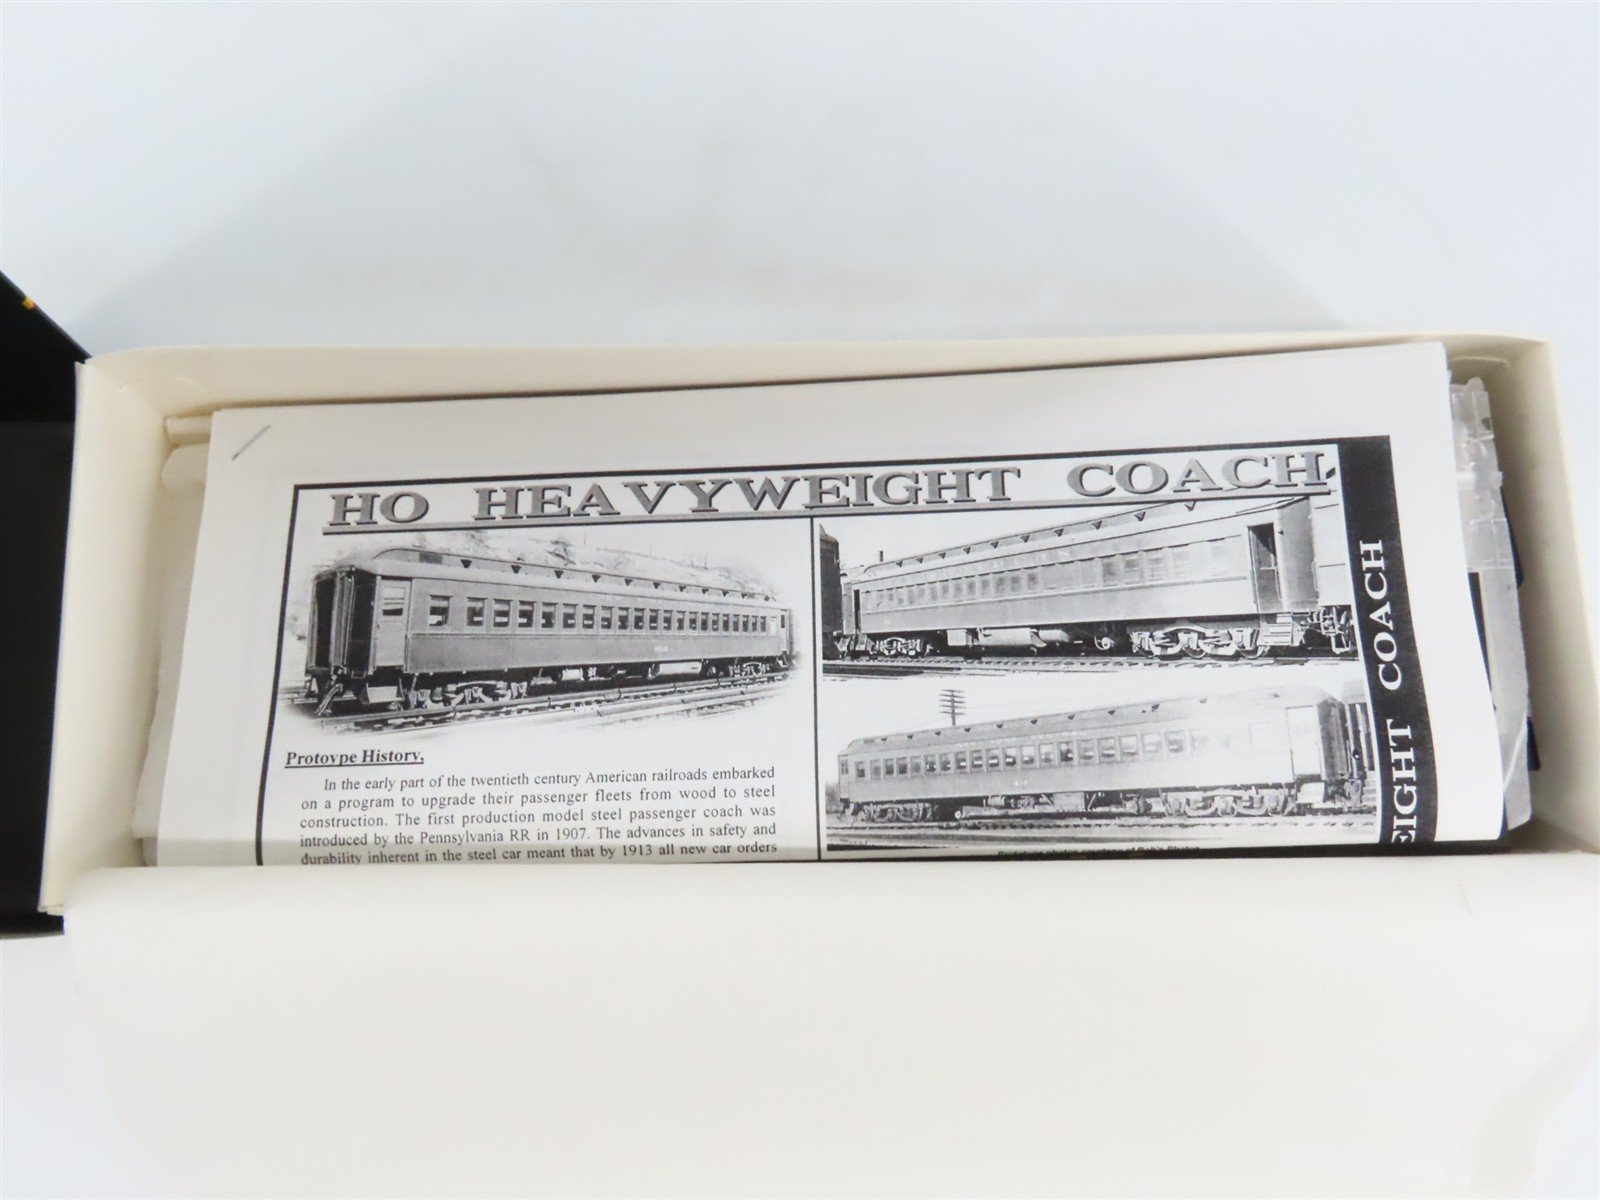 HO HEAVYWEIGHT COACH
Protoype History.
In the early part of the twentieth century American railroads embarked
on a program to upgrade their passenger fleets from wood to steel
construction. The first production model steel passenger coach was
introduced by the Pennsylvania RR in 1907. The advances in safety and
durability inherent in the steel car meant that by 1913 all new car orders
EIGHT COACH